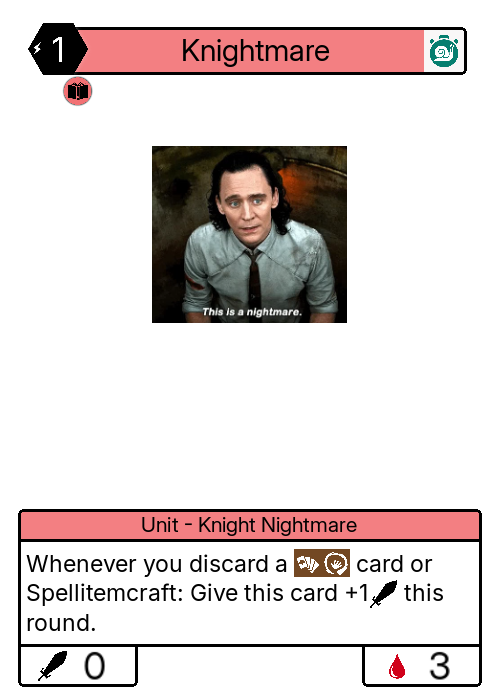 1
Knightmare
This is a nightmare.
Unit - Knight Nightmare
Whenever you discard a card or
Spellitemcraft: Give this card +1 this
round.
0
3